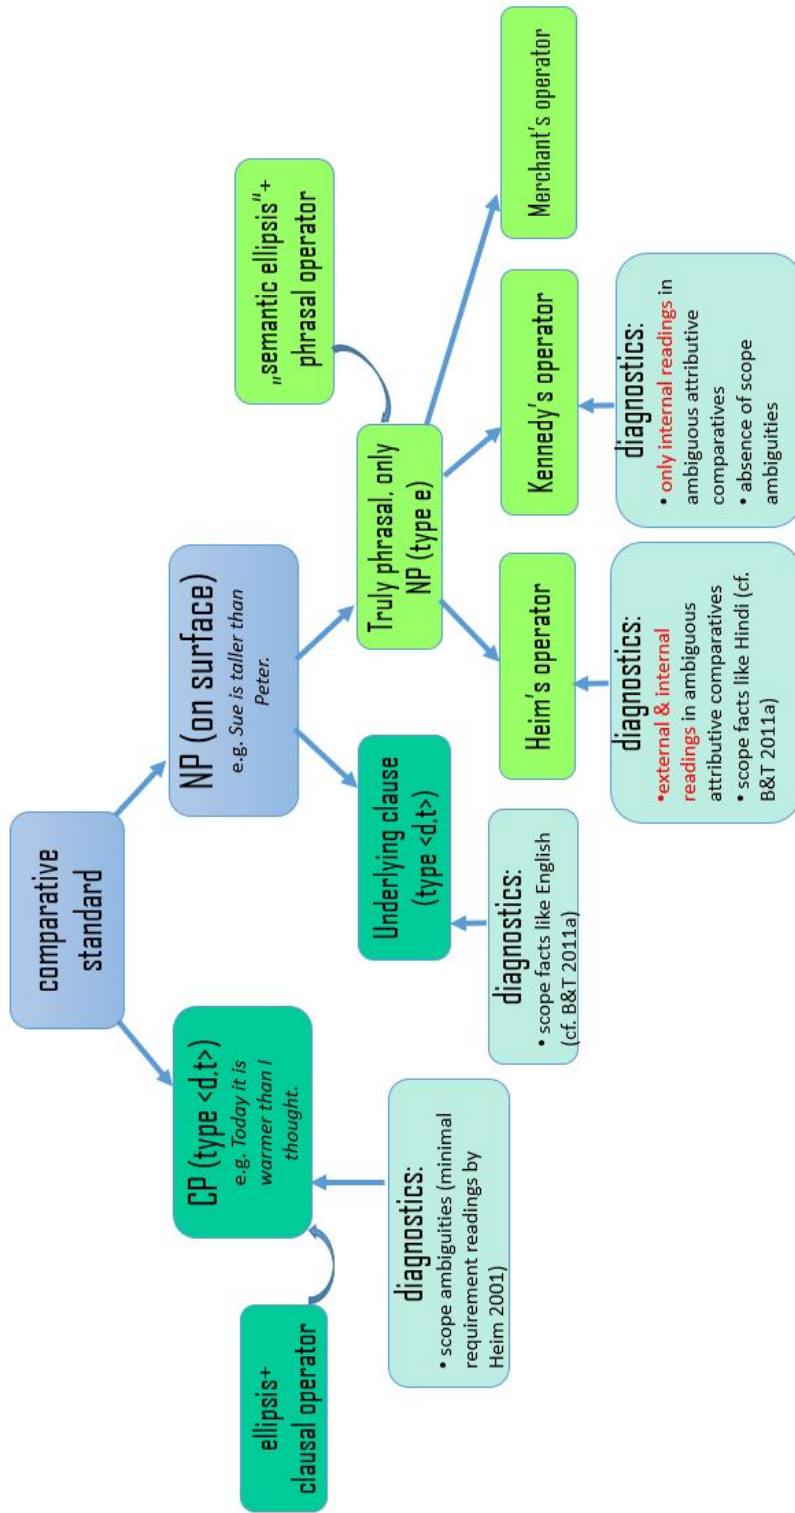 comparative
standard
CP (type <d,t>)
e.g. Today it is
warmer than I
thought.
NP (on surface)
e.g. Sue is taller than
Peter.
ellipsis+
clausal operator
„semantic ellipsis"+
phrasal operator
Underlying clause
(type <d,t>)
Truly phrasal, only
NP (type e)
Heim's operator
Kennedy's operator
Merchant's operator
diagnostics:
• scope ambiguities (minimal
requirement readings by
Heim 2001)
diagnostics:
• scope facts like English
(cf. B&T 2011a)
diagnostics:
•external & internal
readings in ambiguous
attributive comparatives
• scope facts like Hindi (cf.
B&T 2011a)
diagnostics:
• only internal readings in
ambiguous attributive
comparatives
• absence of scope
ambiguities